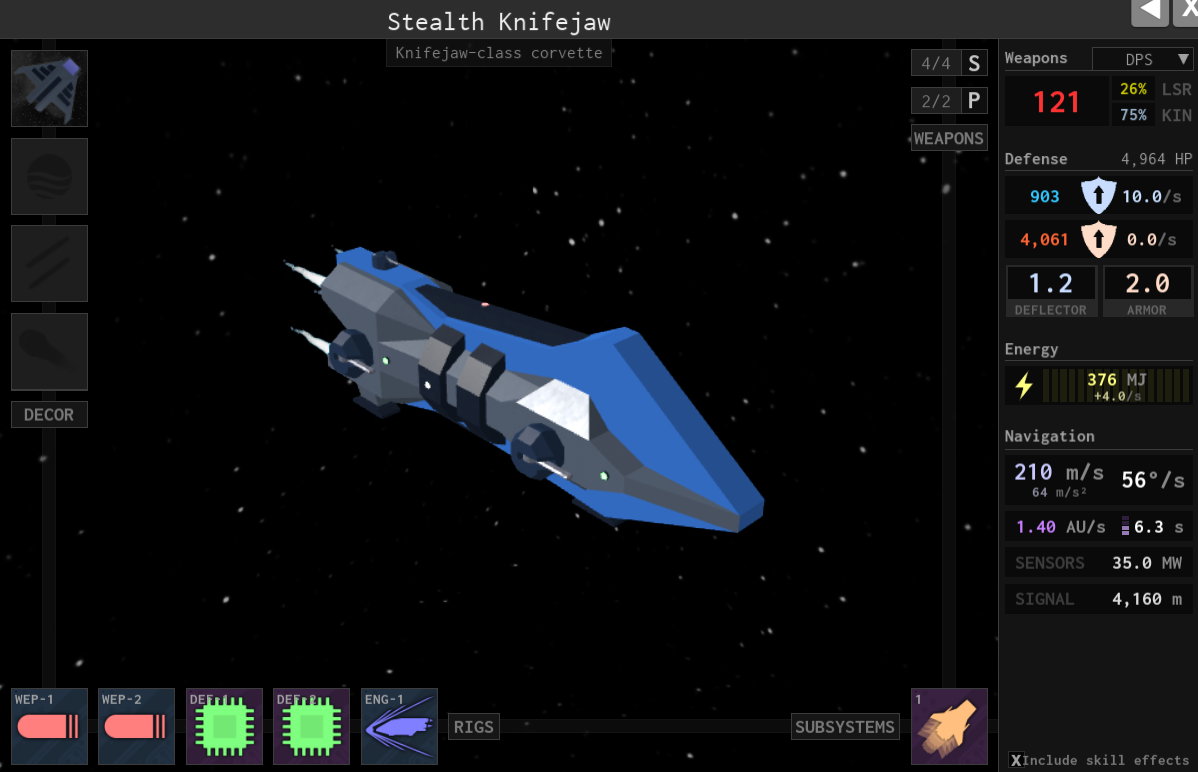 Stealth Knifejaw
X
Knifejaw-class corvette
4/4 S
2/2 P
WEAPONS
DECOR
Weapons DPS
121
26% LSR
75% KIN
Defense 4,964 HP
903 10.0/s
4,061 0.0/s
1.2 2.0
DEFLECTOR ARMOR
Energy
376 MJ
+4.0/s
Navigation
210 m/s 56°/s
64 m/s²
1.40 AU/s 6.3 s
SENSORS 35.0 MW
SIGNAL 4,160 m
WEP-1 WEP-2 DEF-1 DEF-2 ENG-1 RIGS SUBSYSTEMS 1
X Include skill effects